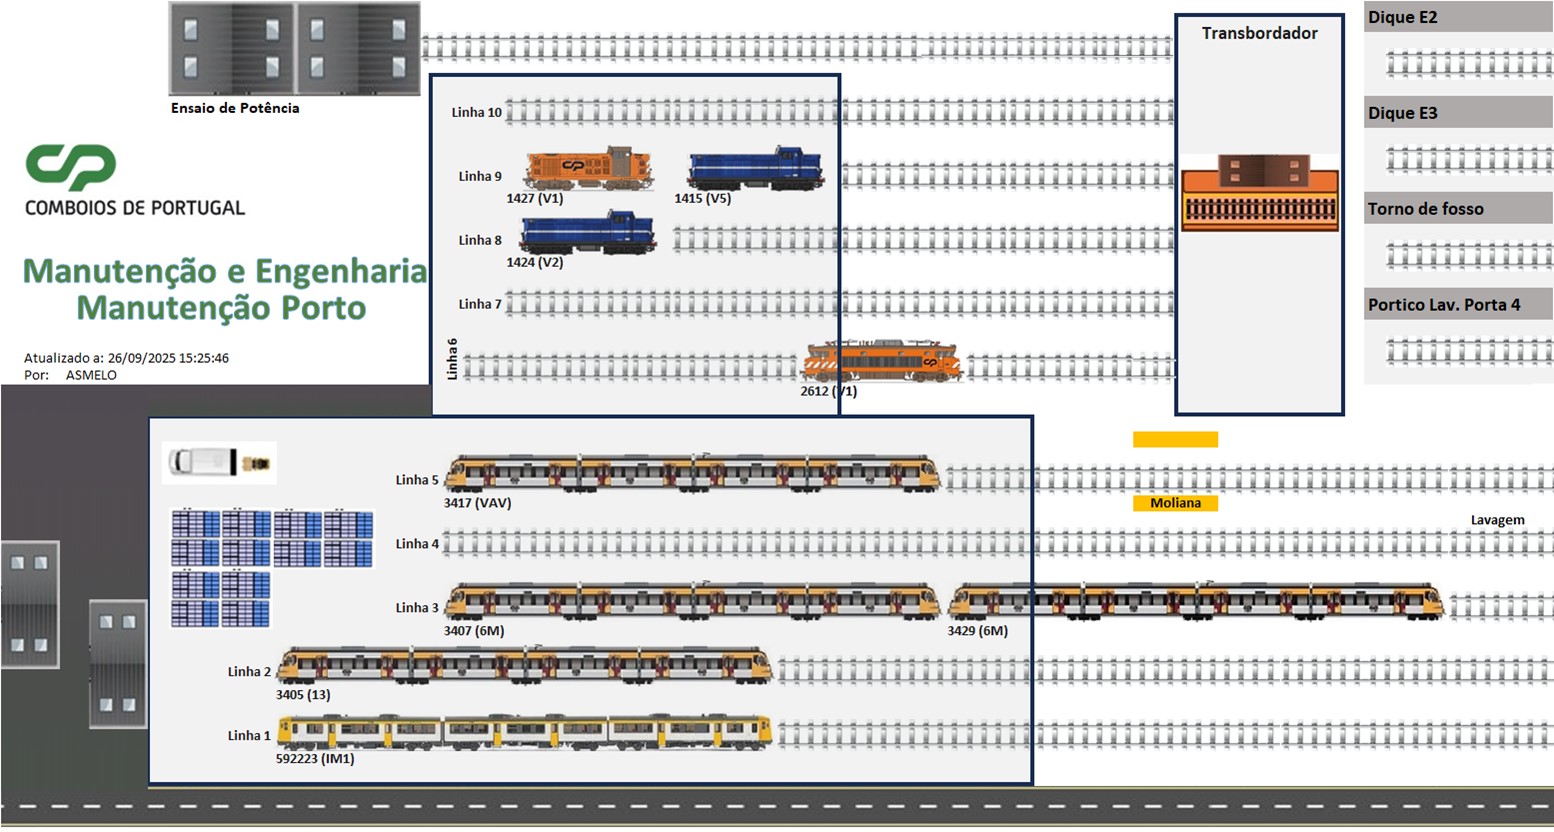 Dique E2
Transbordador
Ensaio de Potência
Linha 10
Dique E3
Linha 9
1427 (V1)
1415 (V5)
CP
COMBOIOS DE PORTUGAL
Torno de fosso
Linha 8
1424 (V2)
Manutenção e Engenharia
Manutenção Porto
Linha 7
Portico Lav. Porta 4
Atualizado a: 26/09/2025 15:25:46
Por: ASMELO
Linha 6
2612 (V1)
Linha 5
3417 (VAV)
Moliana
Lavagem
Linha 4
Linha 3
3407 (6M)
3429 (6M)
Linha 2
3405 (13)
Linha 1
592223 (IM1)